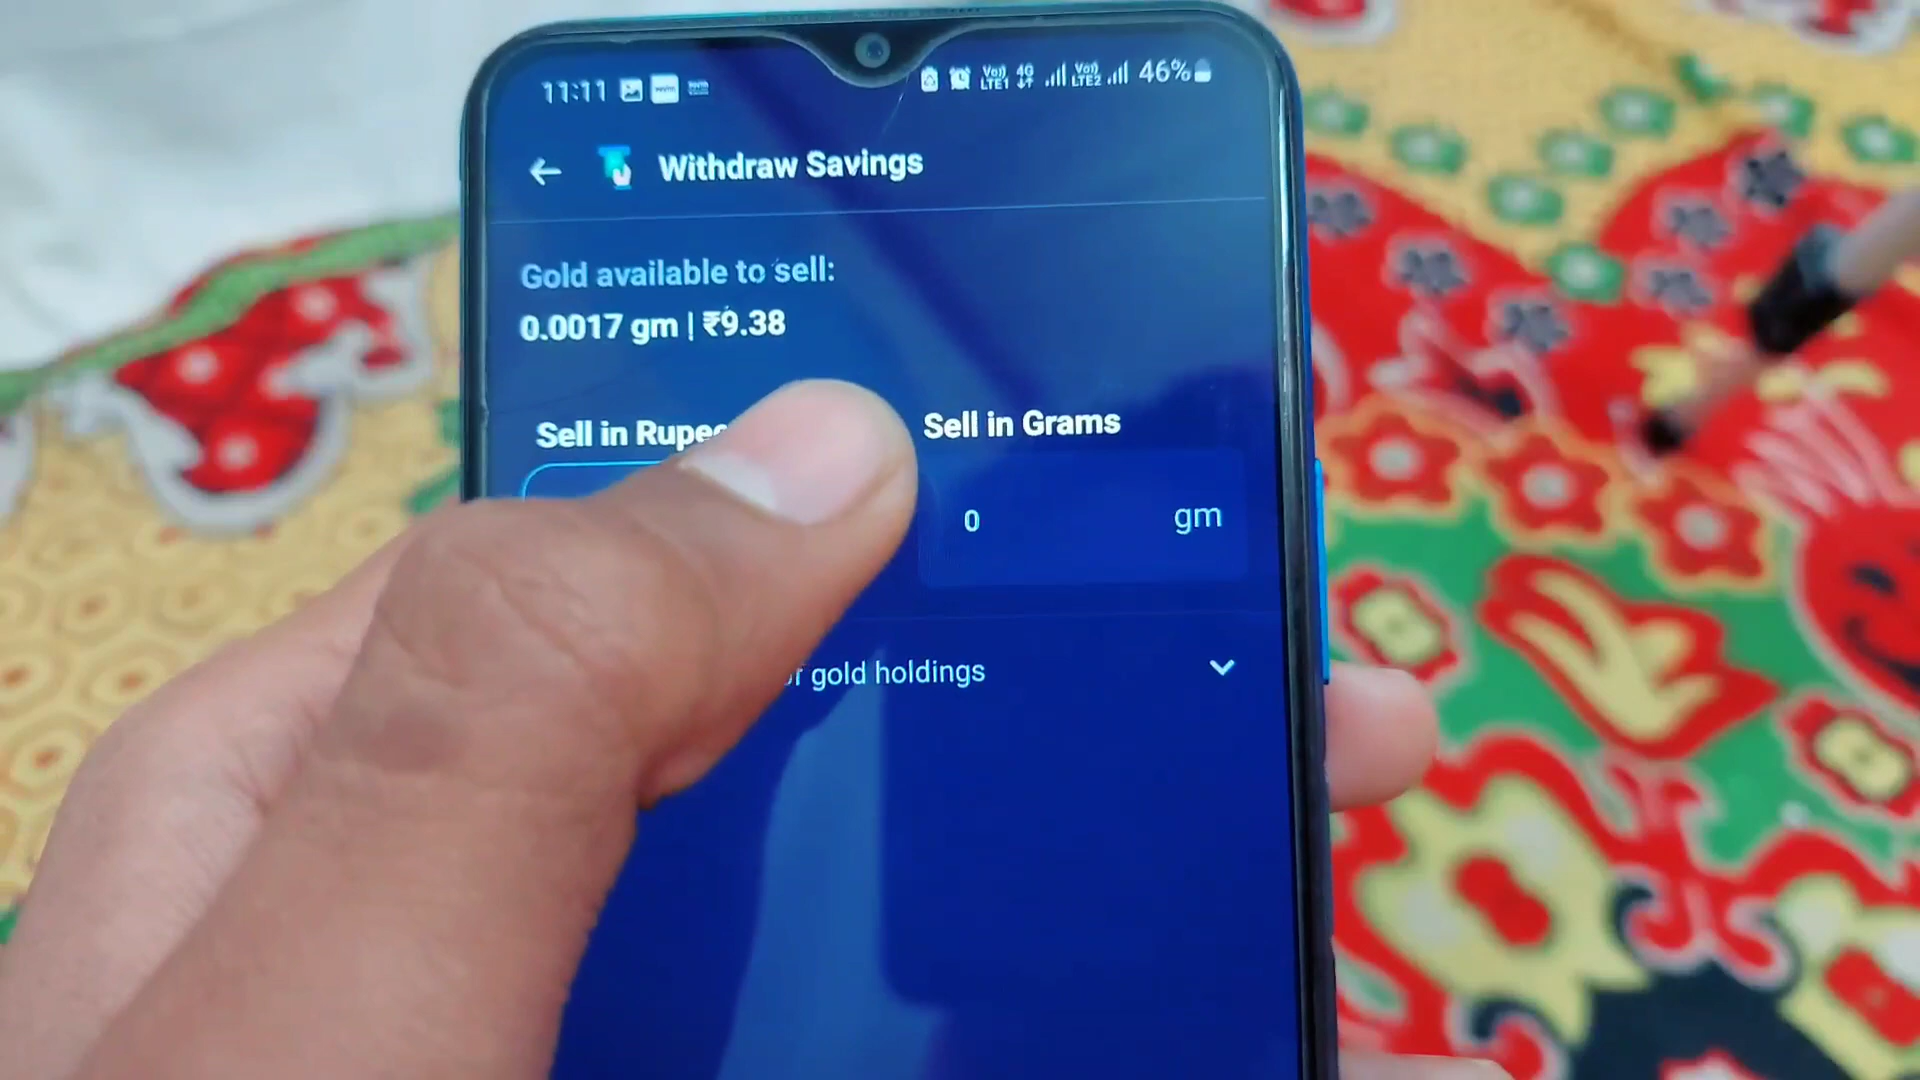 11:11 46%
Withdraw Savings
Gold available to sell:
0.0017 gm | ₹9.38
Sell in
Sell in Grams
0 gm
gold holdings